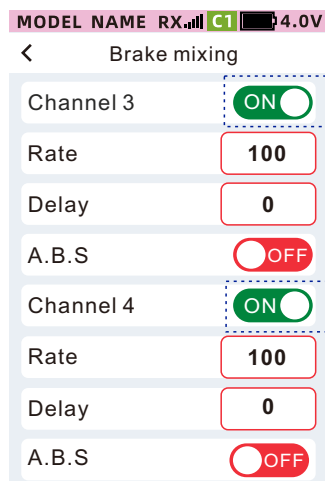 MODEL NAME RX C1 4.0V
Brake mixing
Channel 3 ON
Rate 100
Delay 0
A.B.S OFF
Channel 4 ON
Rate 100
Delay 0
A.B.S OFF